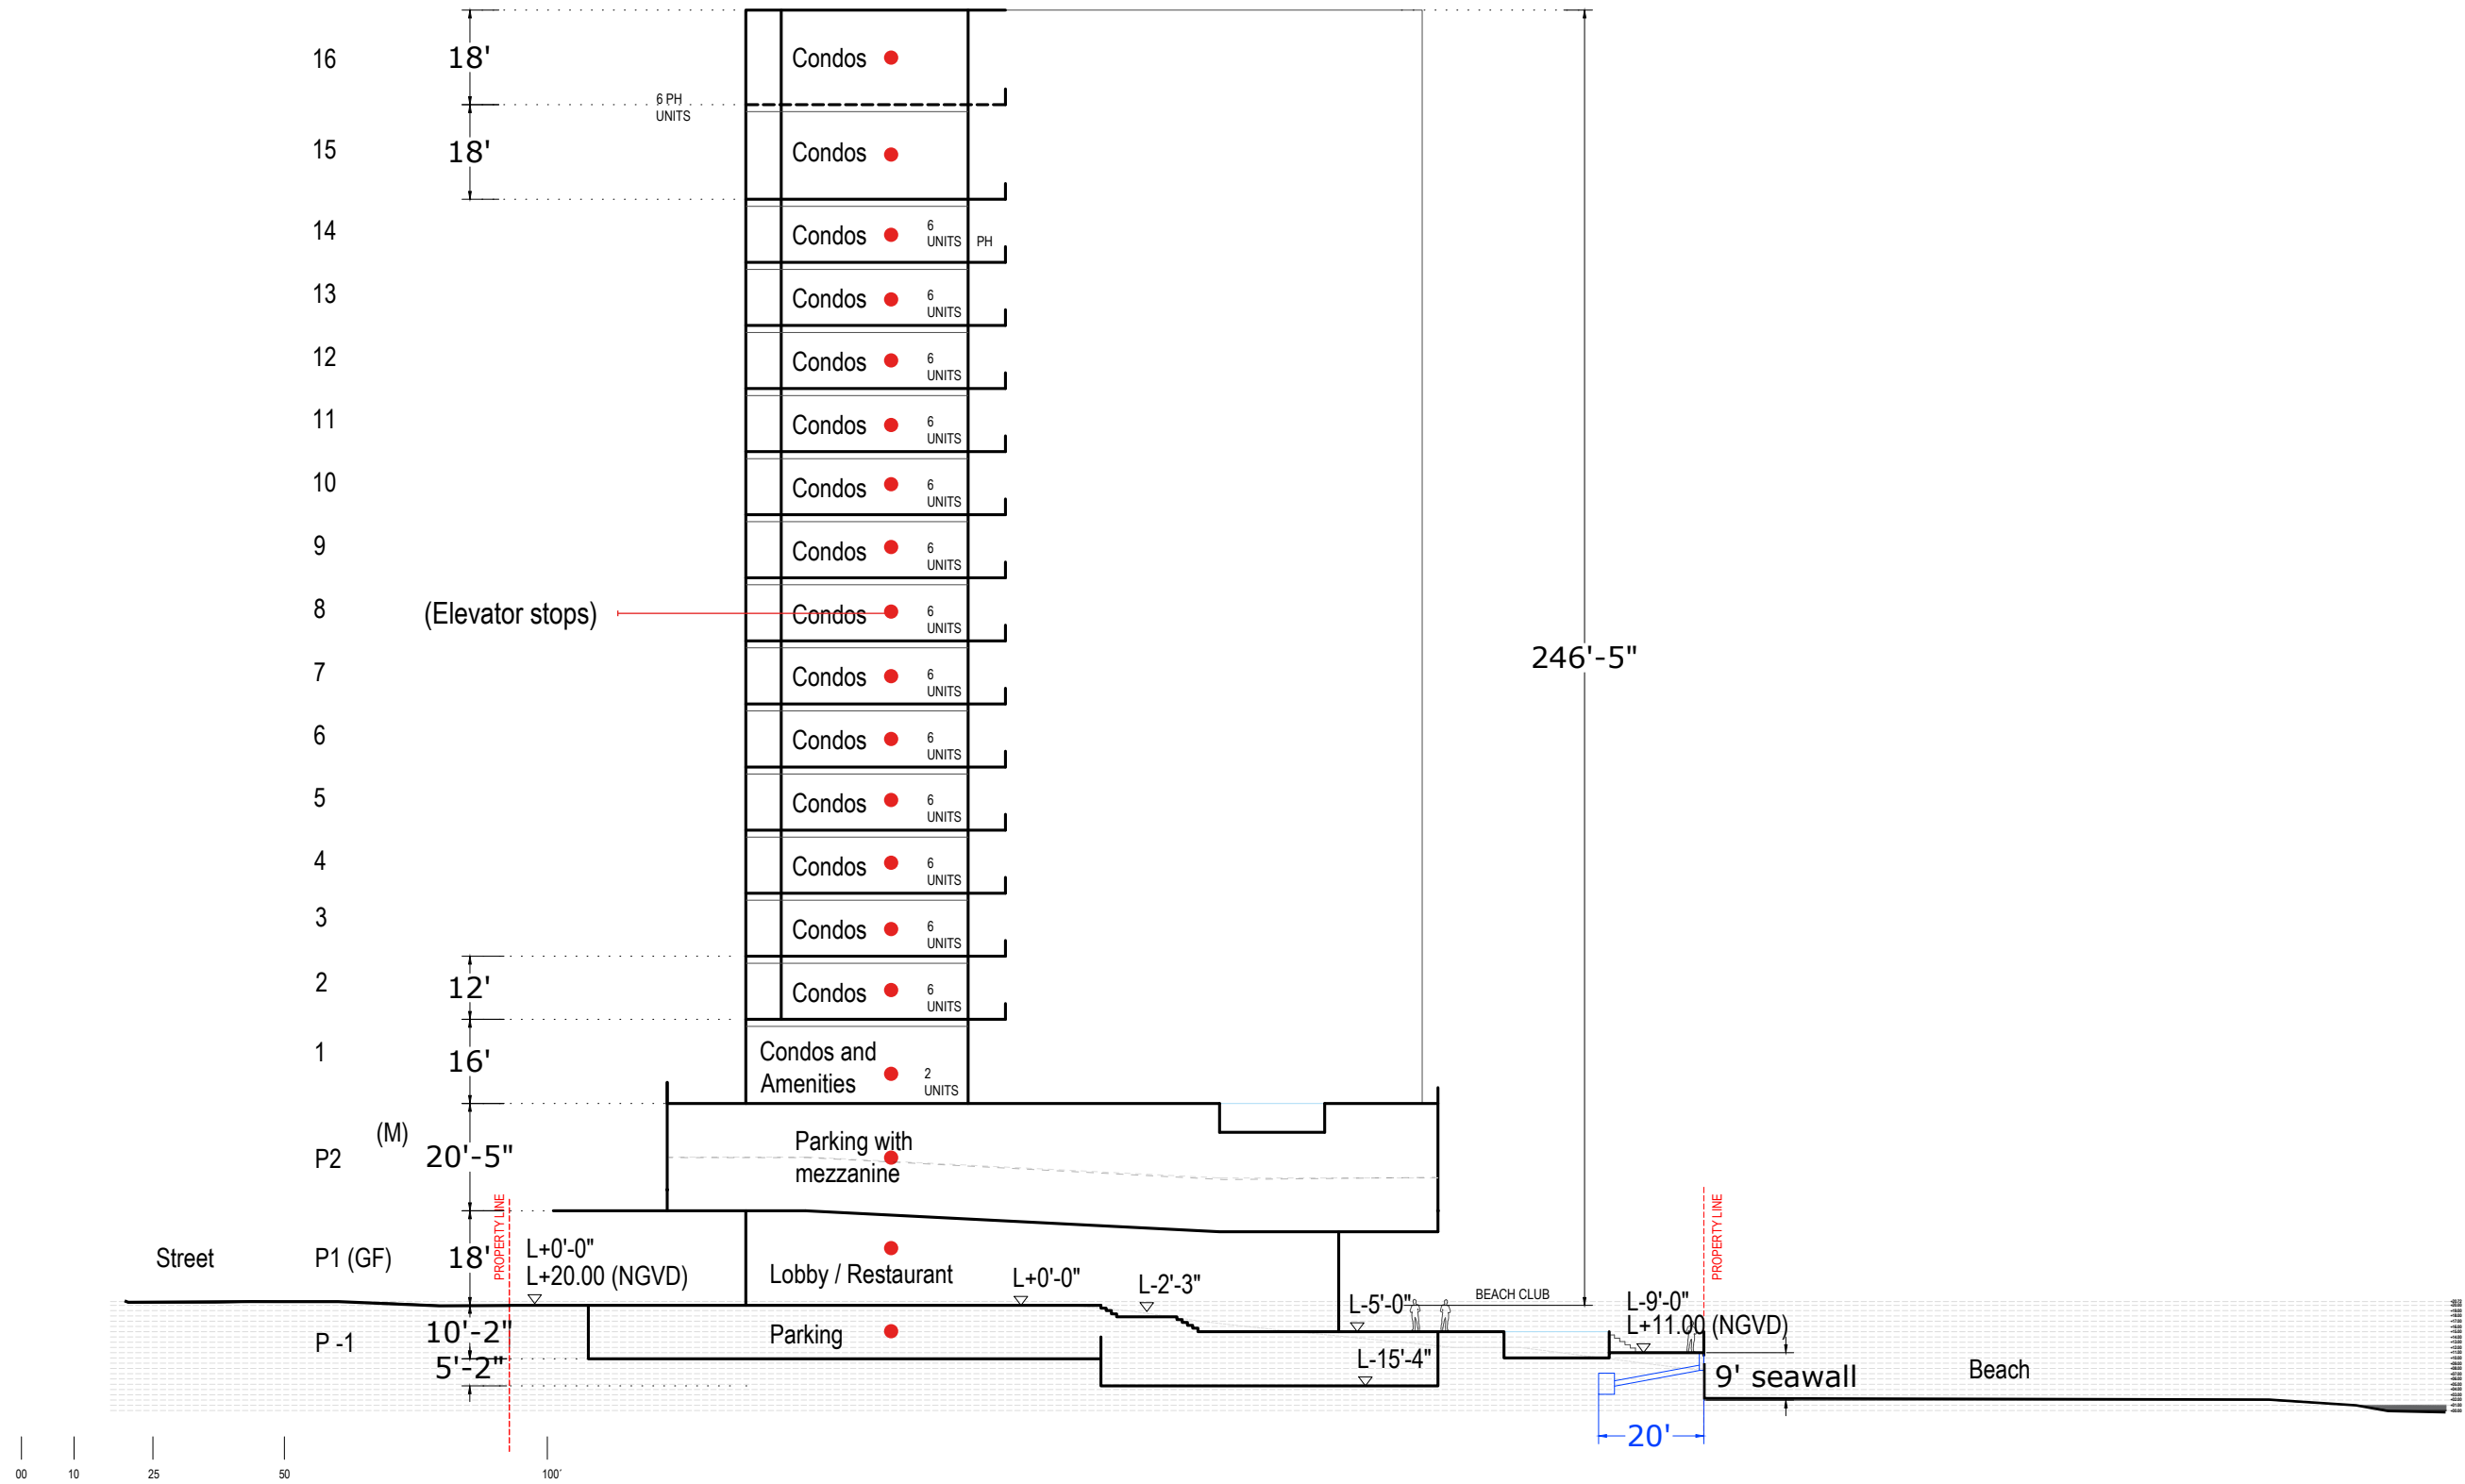 16
18'
Condos
6 PH
UNITS
15
18'
Condos
14
Condos
6
UNITS
PH
13
Condos
6
UNITS
12
Condos
6
UNITS
11
Condos
6
UNITS
10
Condos
6
UNITS
9
Condos
6
UNITS
8
(Elevator stops)
Condos
6
UNITS
246'-5"
7
Condos
6
UNITS
6
Condos
6
UNITS
5
Condos
6
UNITS
4
Condos
6
UNITS
3
Condos
6
UNITS
2
12'
Condos
6
UNITS
1
16'
Condos and
Amenities
2
UNITS
(M)
P2
20'-5"
Parking with
mezzanine
PROPERTY LINE
PROPERTY LINE
Street
P1 (GF)
18'
L+0'-0"
L+20.00 (NGVD)
Lobby / Restaurant
L+0'-0"
L-2'-3"
L-5'-0"
BEACH CLUB
L-9'-0"
L+11.00 (NGVD)
P -1
10'-2"
5'-2"
Parking
L-15'-4"
9' seawall
Beach
20'
00
10
25
50
100'